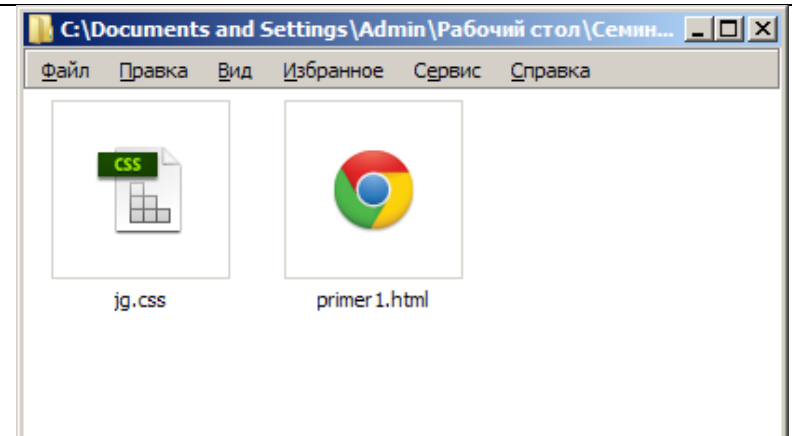 C:\Documents and Settings\Admin\Рабочий стол\Семин...
Файл Правка Вид Избранное Сервис Справка
CSS
jg.css primer1.html